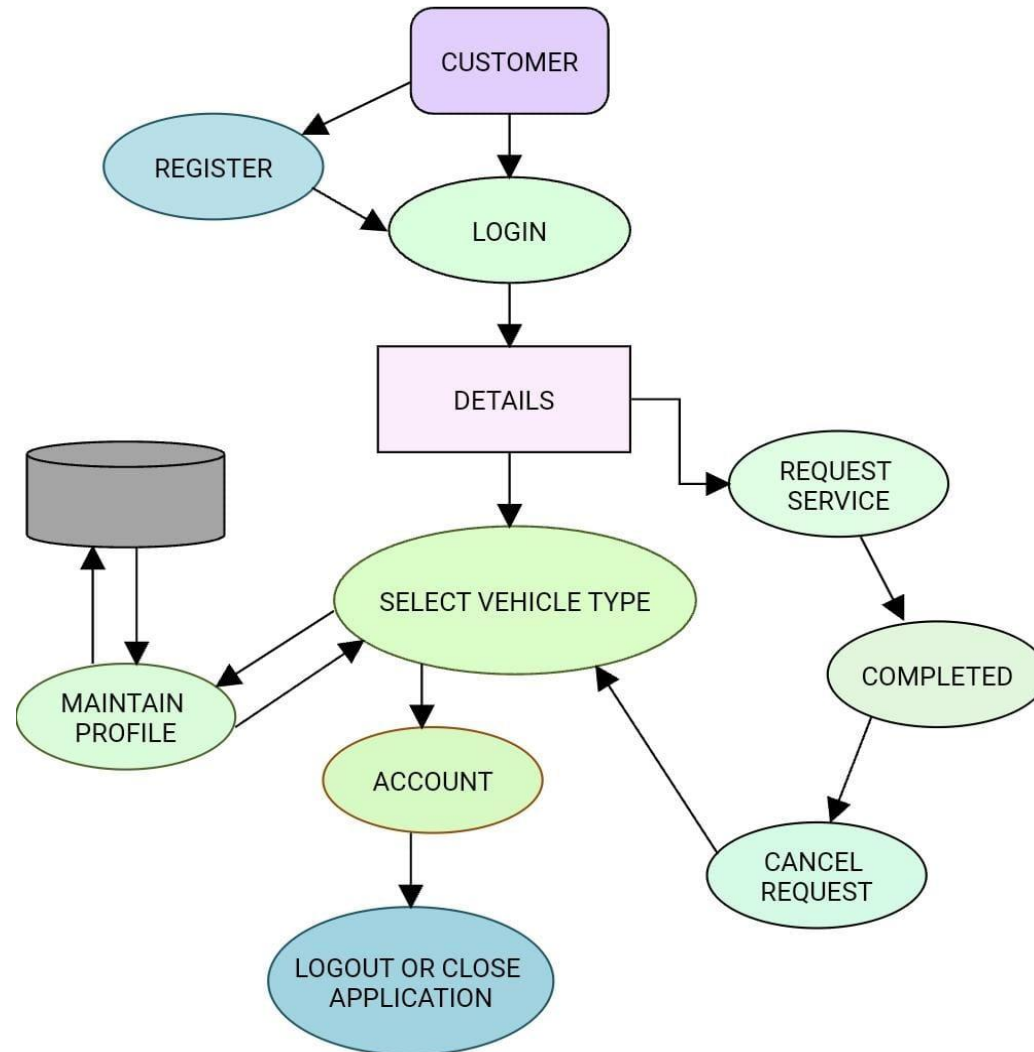 CUSTOMER
REGISTER
LOGIN
DETAILS
REQUEST
SERVICE
SELECT VEHICLE TYPE
COMPLETED
MAINTAIN
PROFILE
ACCOUNT
CANCEL
REQUEST
LOGOUT OR CLOSE
APPLICATION